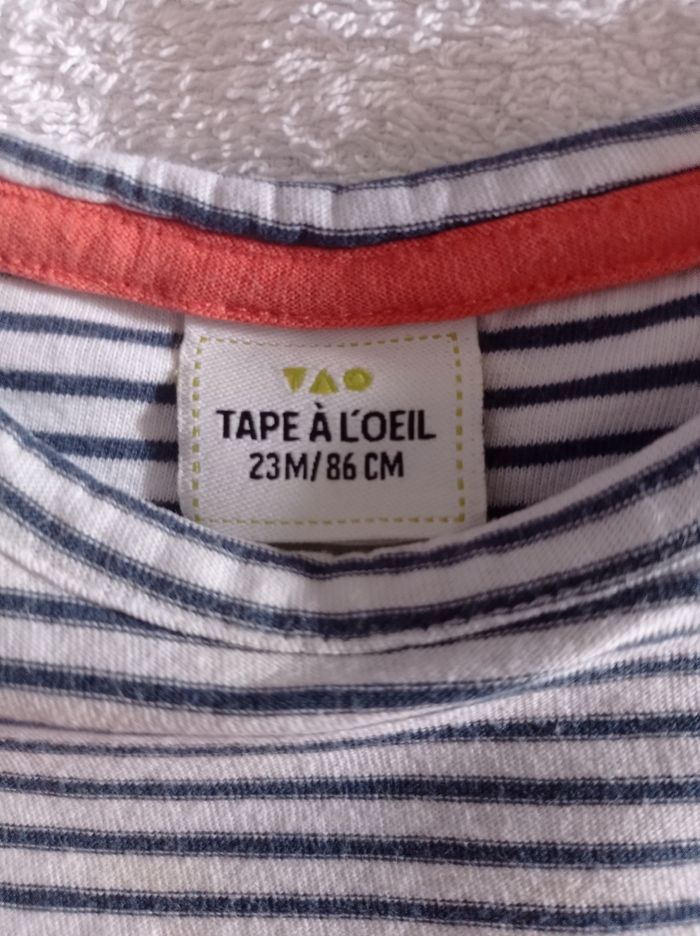 TAO
TAPE À L'OEIL
23M/86 CM